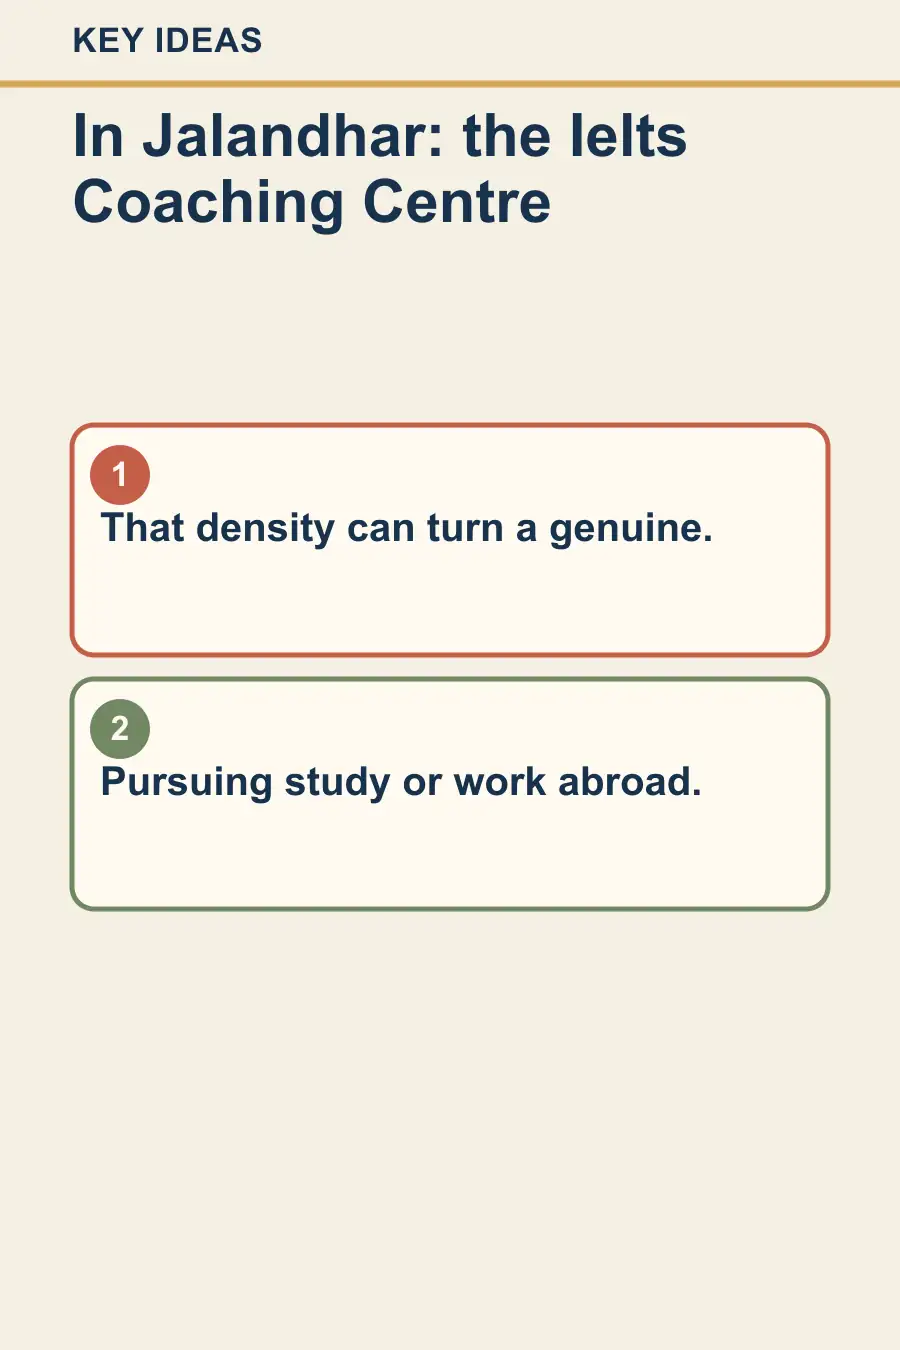 KEY IDEAS
In Jalandhar: the Ielts
Coaching Centre
1
That density can turn a genuine.
2
Pursuing study or work abroad.